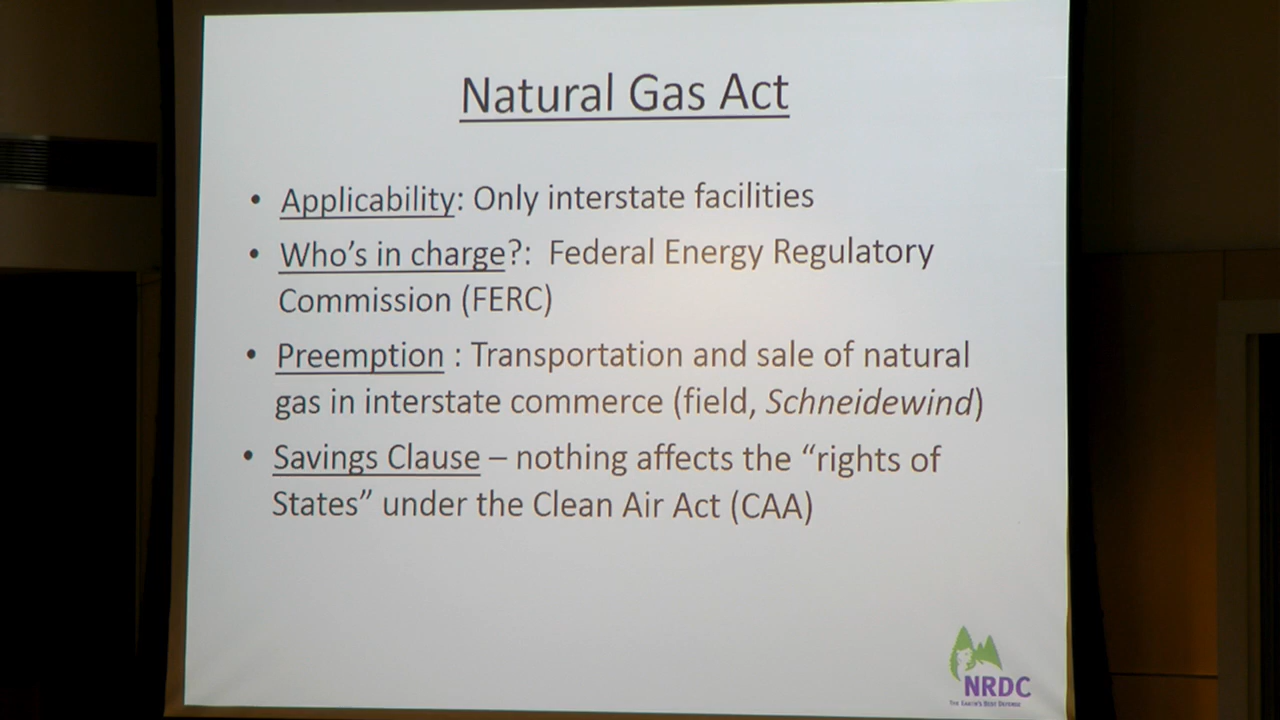 Natural Gas Act
• Applicability: Only interstate facilities
• Who's in charge?: Federal Energy Regulatory
Commission (FERC)
• Preemption : Transportation and sale of natural
gas in interstate commerce (field, Schneidewind)
• Savings Clause – nothing affects the “rights of
States” under the Clean Air Act (CAA)
NRDC
THE EARTH'S BEST DEFENSE